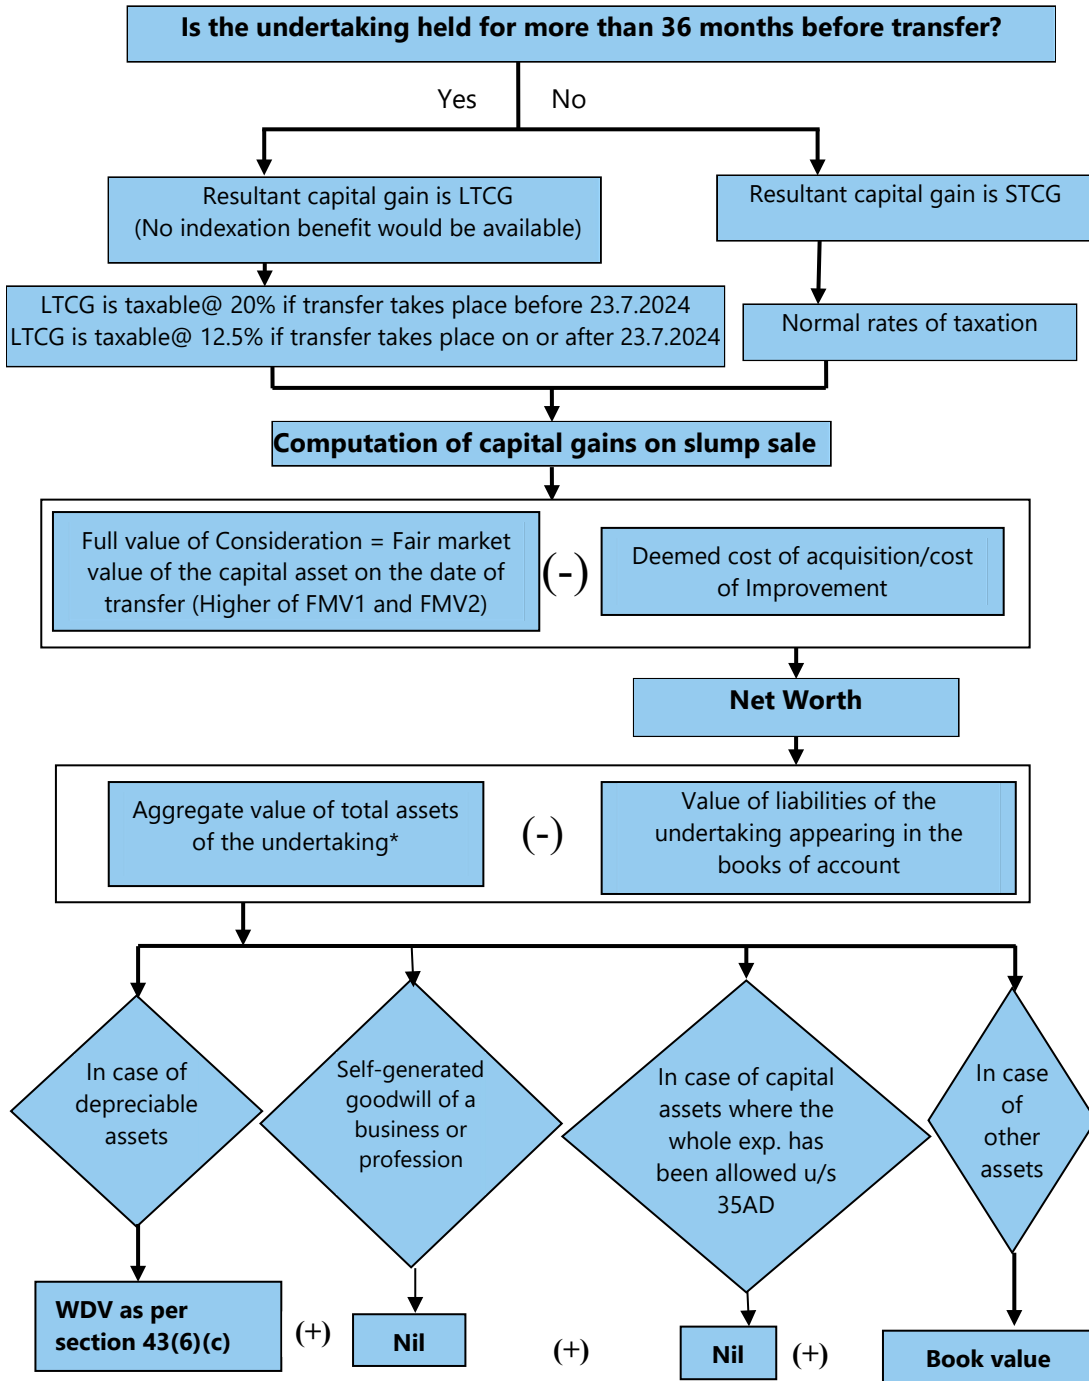 Is the undertaking held for more than 36 months before transfer?
Yes
No
Resultant capital gain is LTCG
(No indexation benefit would be available)
Resultant capital gain is STCG
LTCG is taxable@ 20% if transfer takes place before 23.7.2024
LTCG is taxable@ 12.5% if transfer takes place on or after 23.7.2024
Normal rates of taxation
Computation of capital gains on slump sale
Full value of Consideration = Fair market
value of the capital asset on the date of
transfer (Higher of FMV1 and FMV2)
(-)
Deemed cost of acquisition/cost
of Improvement
Net Worth
Aggregate value of total assets
of the undertaking*
(-)
Value of liabilities of the
undertaking appearing in the
books of account
In case of
depreciable
assets
Self-generated
goodwill of a
business or
profession
In case of capital
assets where the
whole exp. has
been allowed u/s
35AD
In case
of
other
assets
WDV as per
section 43(6)(c)
(+)
Nil
(+)
Nil
(+)
Book value